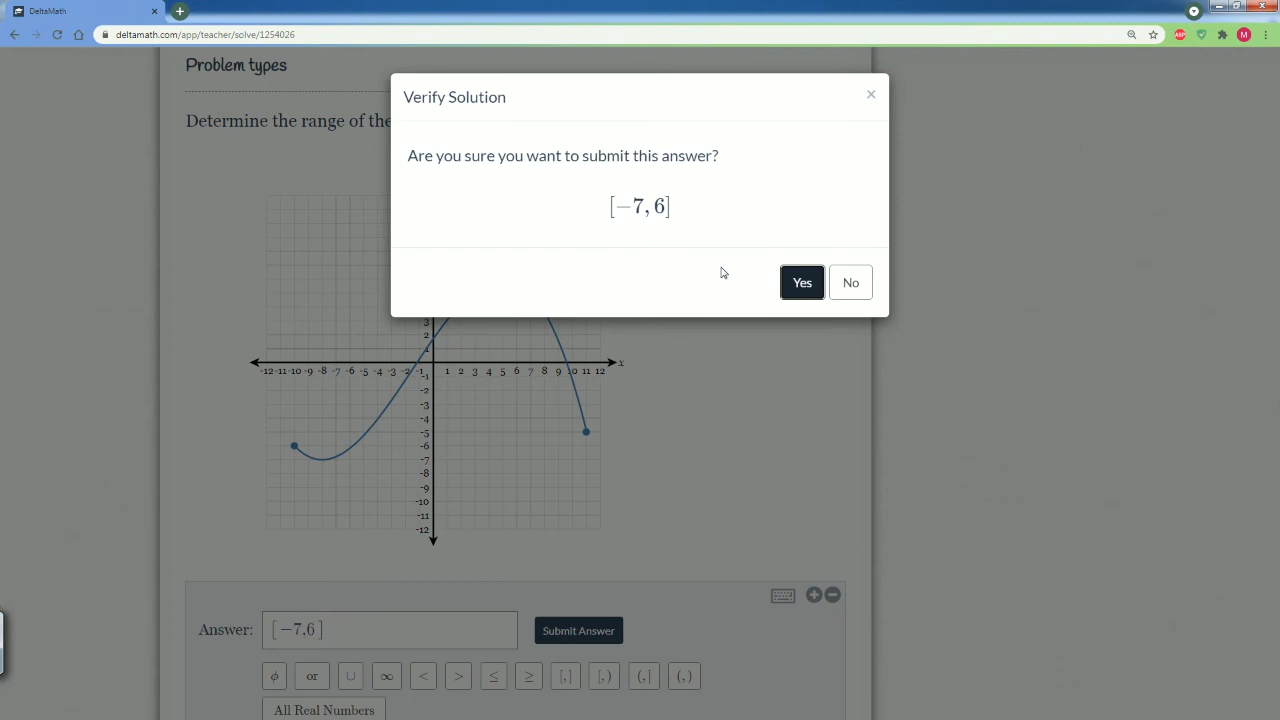 DeltaMath
deltamath.com/app/teacher/solve/1254026
ABP
M
Problem types
Verify Solution
×
Determine the range of the
Are you sure you want to submit this answer?
[−7, 6]
Yes
No
3
2
1
-12 -11 -10 -9 -8 -7 -6 -5 -4 -3 -2 -1 1 2 3 4 5 6 7 8 9 10 11 12 x
-1
-2
-3
-4
-5
-6
-7
-8
-9
-10
-11
-12
Answer: [ −7,6 ]
Submit Answer
ϕ or ∪ ∞ < > ≤ ≥ [,] [,) (,] (,)
All Real Numbers